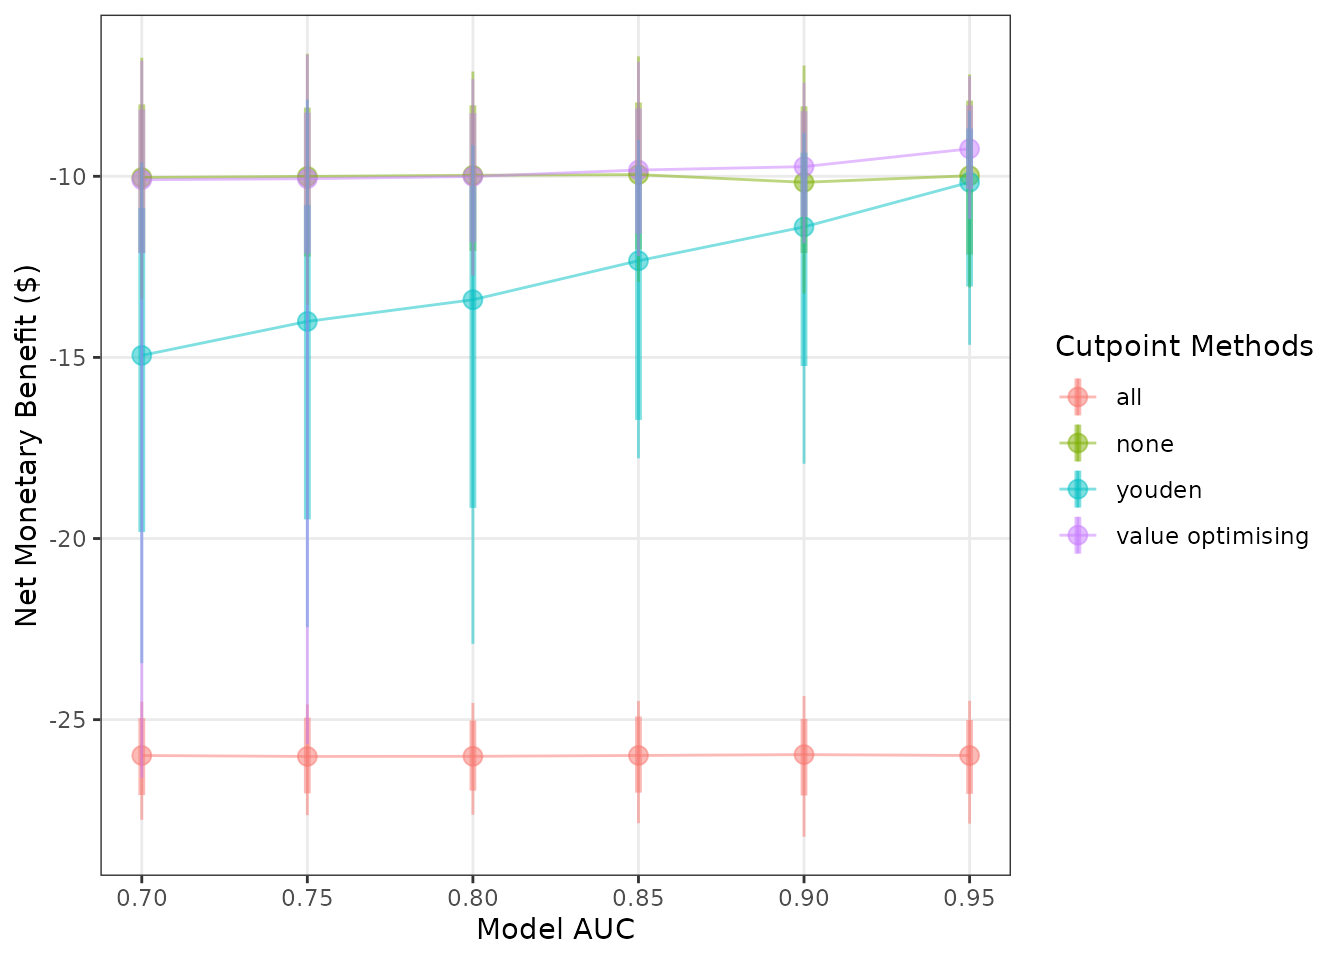 Net Monetary Benefit ($)
-10
-15
-20
-25
0.70
0.75
0.80
0.85
0.90
0.95
Model AUC
Cutpoint Methods
all
none
youden
value optimising